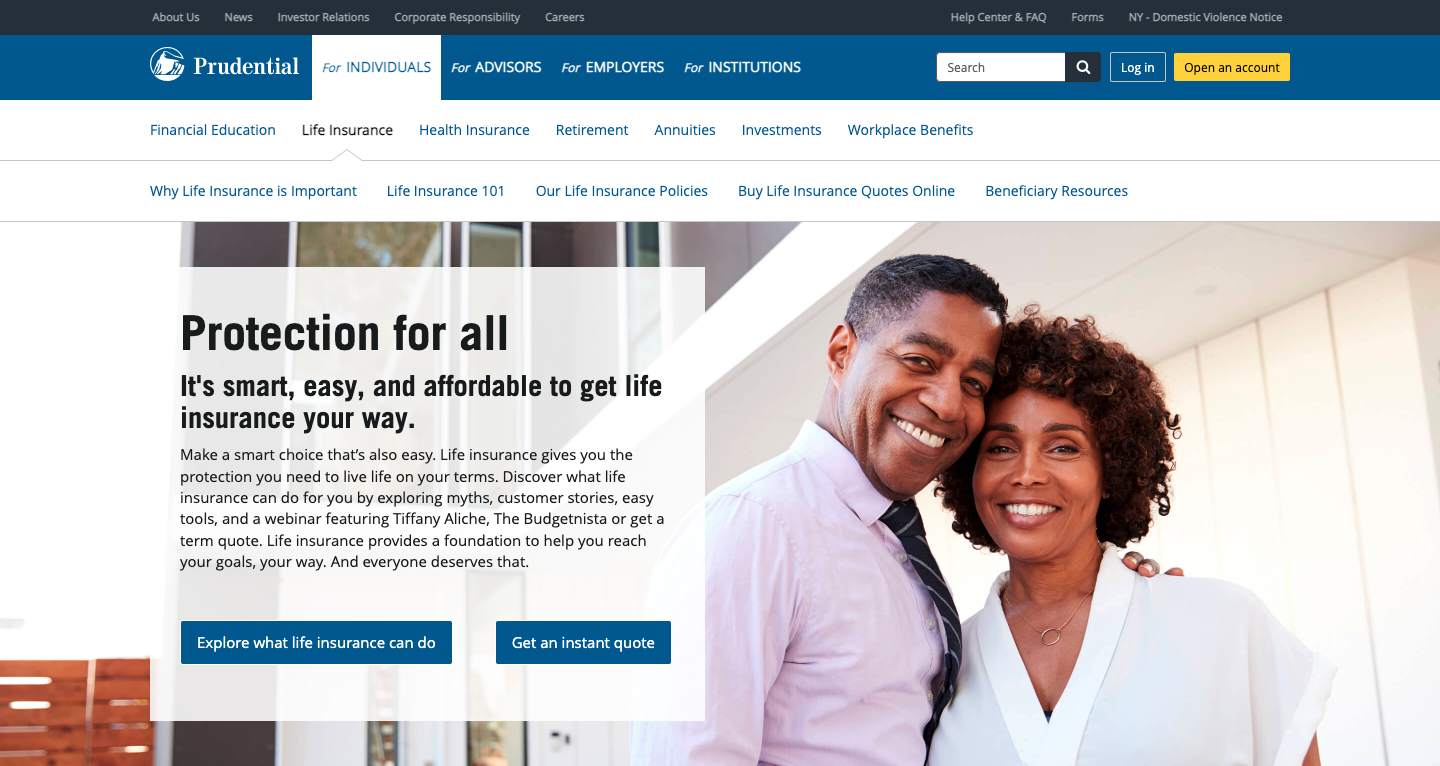 About Us News Investor Relations Corporate Responsibility Careers Help Center & FAQ Forms NY - Domestic Violence Notice
Prudential For INDIVIDUALS For ADVISORS For EMPLOYERS For INSTITUTIONS Search Log in Open an account
Financial Education Life Insurance Health Insurance Retirement Annuities Investments Workplace Benefits
Why Life Insurance is Important Life Insurance 101 Our Life Insurance Policies Buy Life Insurance Quotes Online Beneficiary Resources
Protection for all
It's smart, easy, and affordable to get life
insurance your way.
Make a smart choice that’s also easy. Life insurance gives you the
protection you need to live life on your terms. Discover what life
insurance can do for you by exploring myths, customer stories, easy
tools, and a webinar featuring Tiffany Aliche, The Budgetnista or get a
term quote. Life insurance provides a foundation to help you reach
your goals, your way. And everyone deserves that.
Explore what life insurance can do Get an instant quote